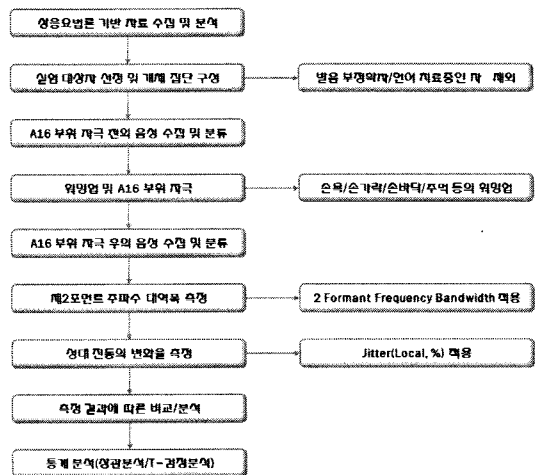 상응요법론 기반 자료 수집 및 분석
실험 대상자 선정 및 개체 집단 구성
발음 부정확자/언어 치료중인 자 제외
A16 부위 자극 전의 음성 수집 및 분류
워밍업 및 A16 부위 자극
손목/손가락/손바닥/주먹 등의 워밍업
A16 부위 자극 후의 음성 수집 및 분류
제2포먼트 주파수 대역폭 측정
2 Formant Frequency Bandwidth 적용
성대 진동의 변화율 측정
Jitter(Local, %) 적용
측정 결과에 따른 비교/분석
통계 분석(상관분석/T-검정분석)